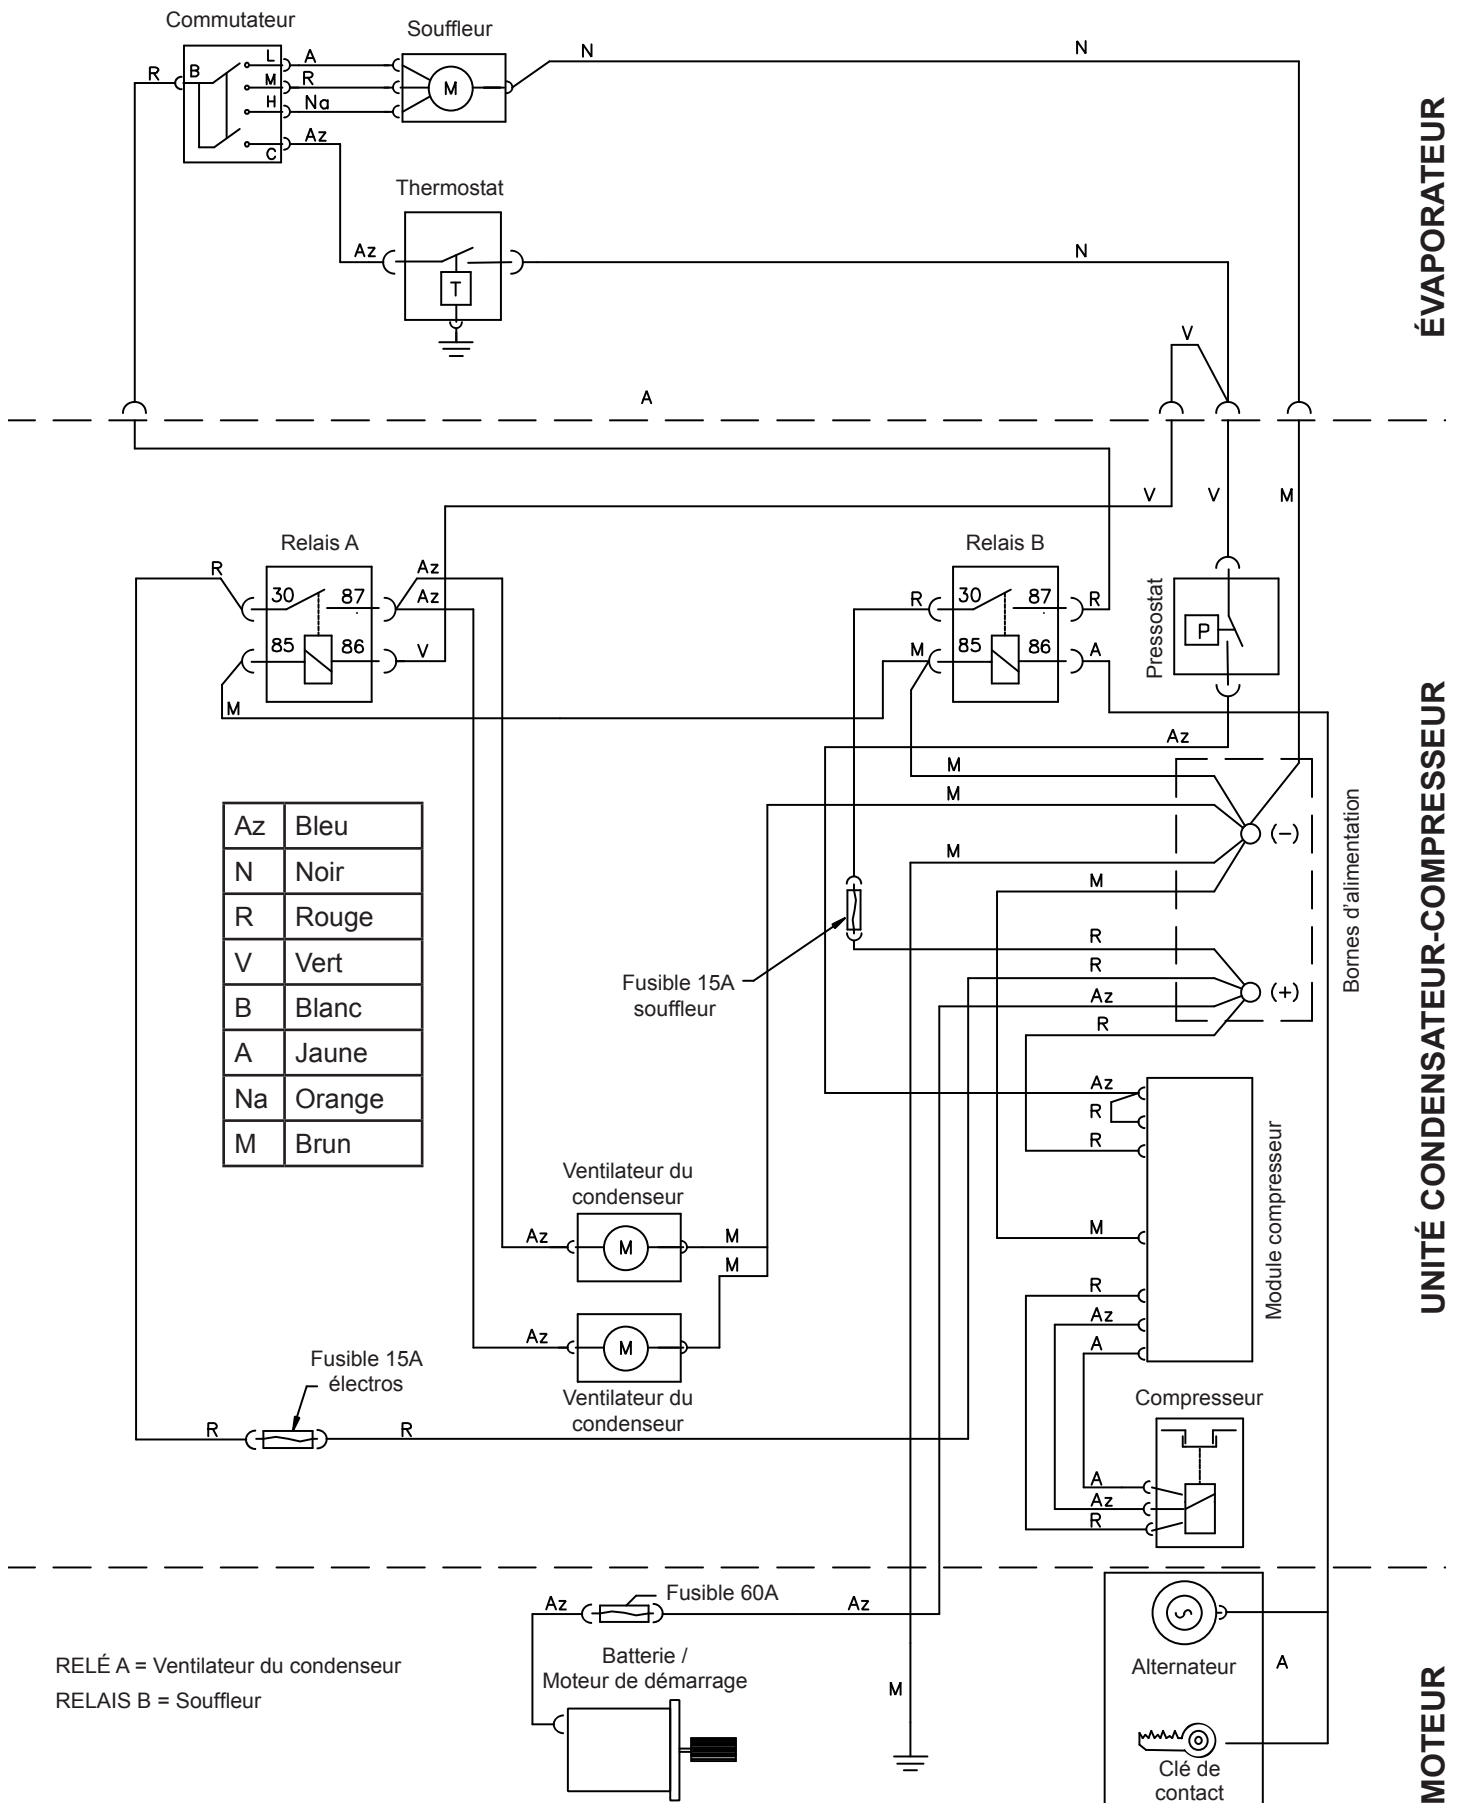 Commutateur
Souffleur
N
N
R
B
L
A
M
R
M
H
Na
C
Az
ÉVAPORATEUR
Thermostat
Az
N
T
V
A
V
V
M
Relais A
Relais B
R
30
87
Az
Az
85
86
V
M
R
30
87
R
M
85
86
A
Pressostat
P
Az
M
M
M
M
(-)
Bornes d'alimentation
R
R
Az
R
(+)
UNITÉ CONDENSATEUR-COMPRESSEUR
Az Bleu
N Noir
R Rouge
V Vert
B Blanc
A Jaune
Na Orange
M Brun
Fusible 15A
souffleur
Az
R
R
M
R
Az
A
Module compresseur
Ventilateur du
condenseur
Az
M
M
M
Az
M
Ventilateur du
condenseur
Fusible 15A
électros
R
R
Compresseur
A
Az
R
Az
Fusible 60A
Az
Batterie /
Moteur de démarrage
M
Alternateur
A
Clé de
contact
MOTEUR
RELÉ A = Ventilateur du condenseur
RELAIS B = Souffleur